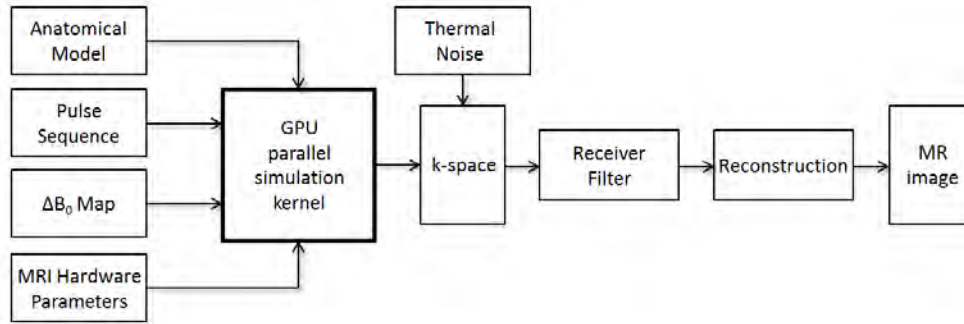 Anatomical
Model
Pulse
Sequence
ΔB₀ Map
MRI Hardware
Parameters
GPU
parallel
simulation
kernel
Thermal
Noise
k-space
Receiver
Filter
Reconstruction
MR
image